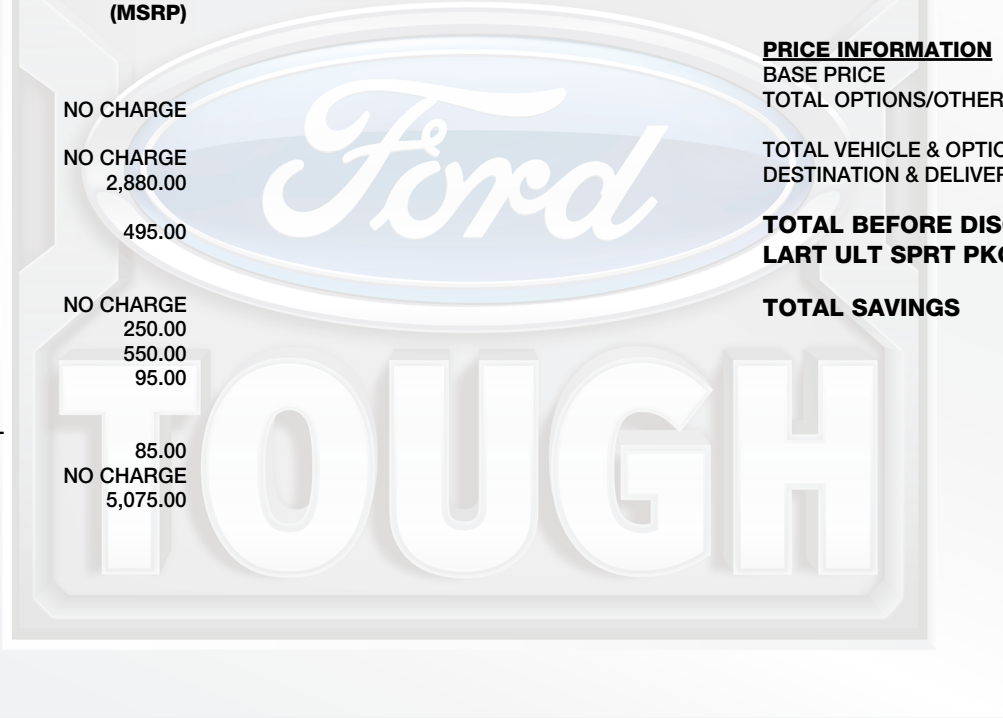 (MSRP)
NO CHARGE
NO CHARGE
2,880.00
495.00
NO CHARGE
250.00
550.00
95.00
85.00
NO CHARGE
5,075.00
PRICE INFORMATION
BASE PRICE
TOTAL OPTIONS/OTHER
TOTAL VEHICLE & OPTIO
DESTINATION & DELIVER
TOTAL BEFORE DIS
LART ULT SPRT PK
TOTAL SAVINGS
Ford
TOUGH